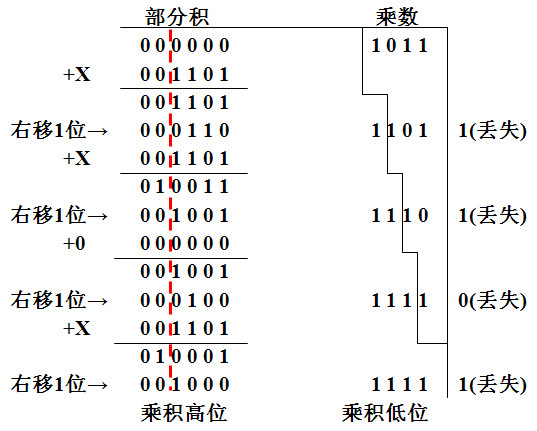 部分积 乘数
0 0 0 0 0 0 1 0 1 1
+X 0 0 1 1 0 1
0 0 1 1 0 1
右移1位→ 0 0 0 1 1 0 1 1 0 1 1(丢失)
+X 0 0 1 1 0 1
0 1 0 0 1 1
右移1位→ 0 0 1 0 0 1 1 1 1 0 1(丢失)
+0 0 0 0 0 0 0
0 0 1 0 0 1
右移1位→ 0 0 0 1 0 0 1 1 1 1 0(丢失)
+X 0 0 1 1 0 1
0 1 0 0 0 1
右移1位→ 0 0 1 0 0 0 1 1 1 1 1(丢失)
乘积高位 乘积低位